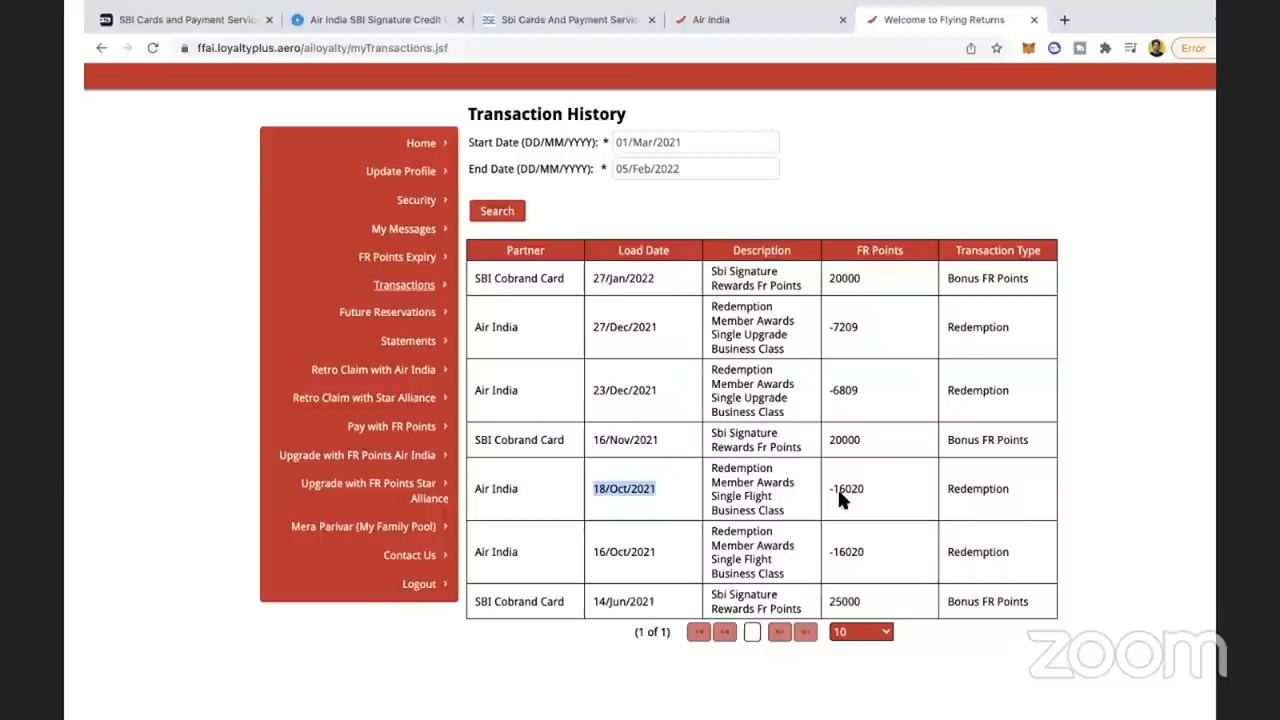 SBI Cards and Payment Servic
Air India SBI Signature Credit
Sbi Cards And Payment Servic
Air India
Welcome to Flying Returns
ffai.loyaltyplus.aero/ailoyalty/myTransactions.jsf
Error
Home
Update Profile
Security
My Messages
FR Points Expiry
Transactions
Future Reservations
Statements
Retro Claim with Air India
Retro Claim with Star Alliance
Pay with FR Points
Upgrade with FR Points Air India
Upgrade with FR Points Star
Alliance
Mera Parivar (My Family Pool)
Contact Us
Logout
Transaction History
Start Date (DD/MM/YYYY): * 01/Mar/2021
End Date (DD/MM/YYYY): * 05/Feb/2022
Search
Partner Load Date Description FR Points Transaction Type
SBI Cobrand Card 27/Jan/2022 Sbi Signature
Rewards Fr Points 20000 Bonus FR Points
Air India 27/Dec/2021 Redemption
Member Awards
Single Upgrade
Business Class -7209 Redemption
Air India 23/Dec/2021 Redemption
Member Awards
Single Upgrade
Business Class -6809 Redemption
SBI Cobrand Card 16/Nov/2021 Sbi Signature
Rewards Fr Points 20000 Bonus FR Points
Air India 18/Oct/2021 Redemption
Member Awards
Single Flight
Business Class -16020 Redemption
Air India 16/Oct/2021 Redemption
Member Awards
Single Flight
Business Class -16020 Redemption
SBI Cobrand Card 14/Jun/2021 Sbi Signature
Rewards Fr Points 25000 Bonus FR Points
(1 of 1) 10
zoom